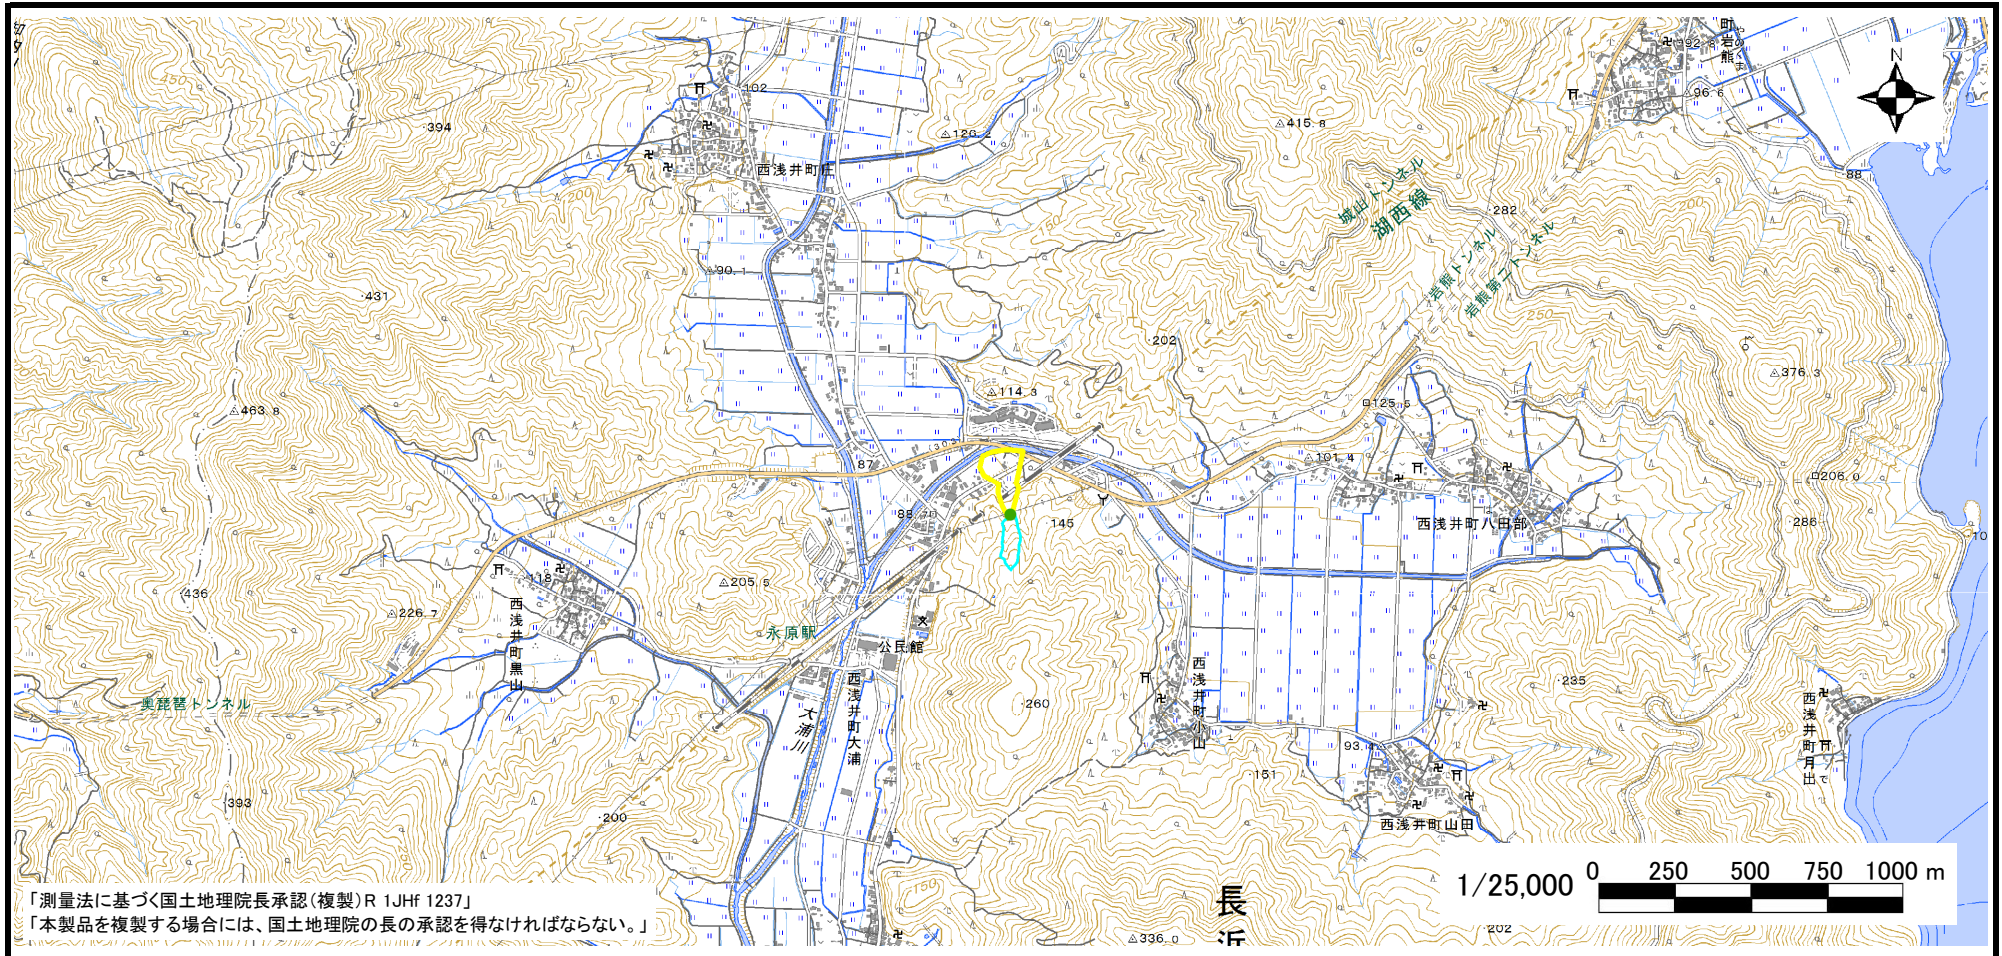 450
394
102
西浅井町庄
126.2
415.8
町岩熊
92.8
96.6
N
88
城山トンネル
湖西線
282
岩熊トンネル
岩熊第二トンネル
250
200
150
90.1
431
202
376.3
463.8
114.3
125.5
303
87
101.4
206.0
88
145
西浅井町八田部
286
205.5
118
436
226.7
西浅井町黒山
永原駅
公民館
西浅井町大浦
大浦川
260
西浅井町小山
235
奥琵琶トンネル
西浅井町月出
93.4
151
393
200
250
150
西浅井町山田
336.0
202
長浜
1/25,000
0 250 500 750 1000 m
「測量法に基づく国土地理院長承認(複製)R 1JHf 1237」
「本製品を複製する場合には、国土地理院の長の承認を得なければならない。」